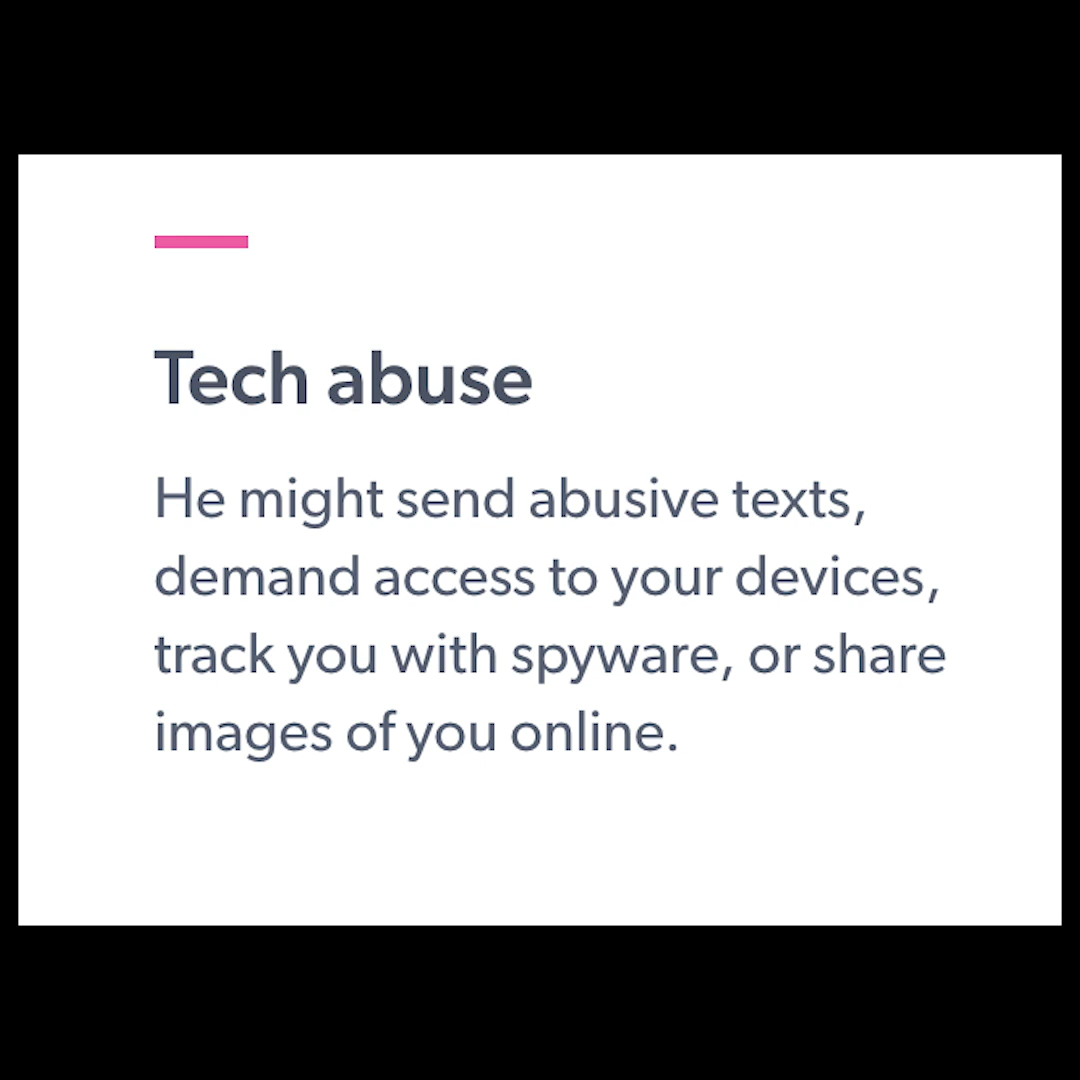 Tech abuse
He might send abusive texts,
demand access to your devices,
track you with spyware, or share
images of you online.